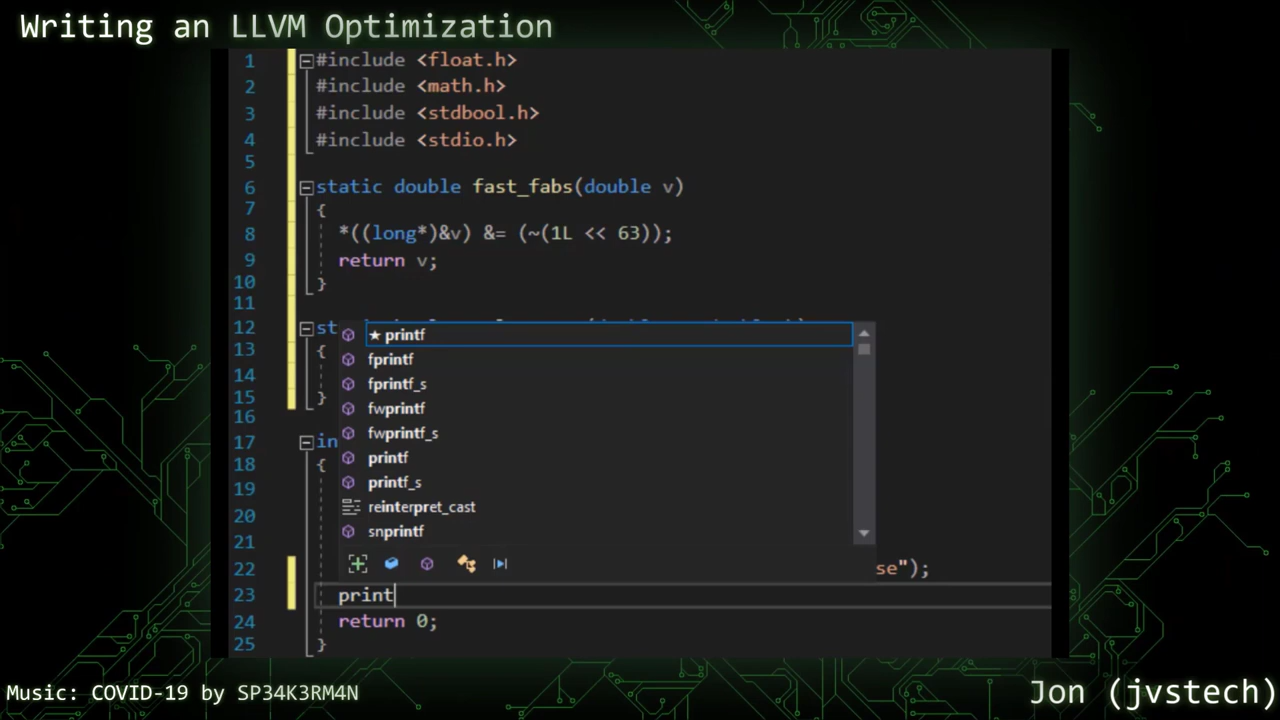 Writing an LLVM Optimization
1 #include <float.h>
2 #include <math.h>
3 #include <stdbool.h>
4 #include <stdio.h>
5
6 static double fast_fabs(double v)
7 {
8 *((long*)&v) &= (~(1L << 63));
9 return v;
10 }
11
12 st
13 {
14
15 }
16
17 in
18 {
19
20
21
22 se");
23 print
24 return 0;
25 }
★ printf
fprintf
fprintf_s
fwprintf
fwprintf_s
printf
printf_s
reinterpret_cast
snprintf
Music: COVID-19 by SP34K3RM4N
Jon (jvstech)